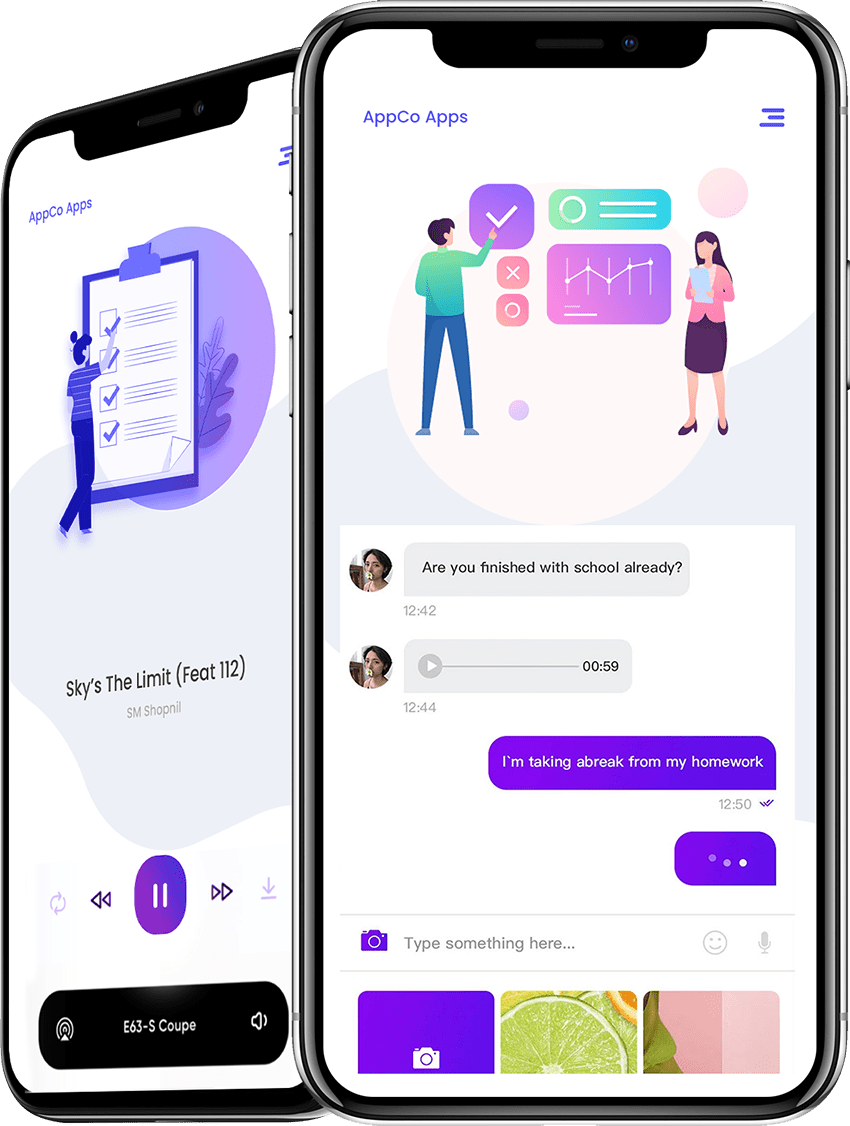 AppCo Apps
Sky's The Limit (Feat 112)
SM Shopnil
E63-S Coupe
AppCo Apps
Are you finished with school already?
12:42
00:59
12:44
I`m taking abreak from my homework
12:50
Type something here...